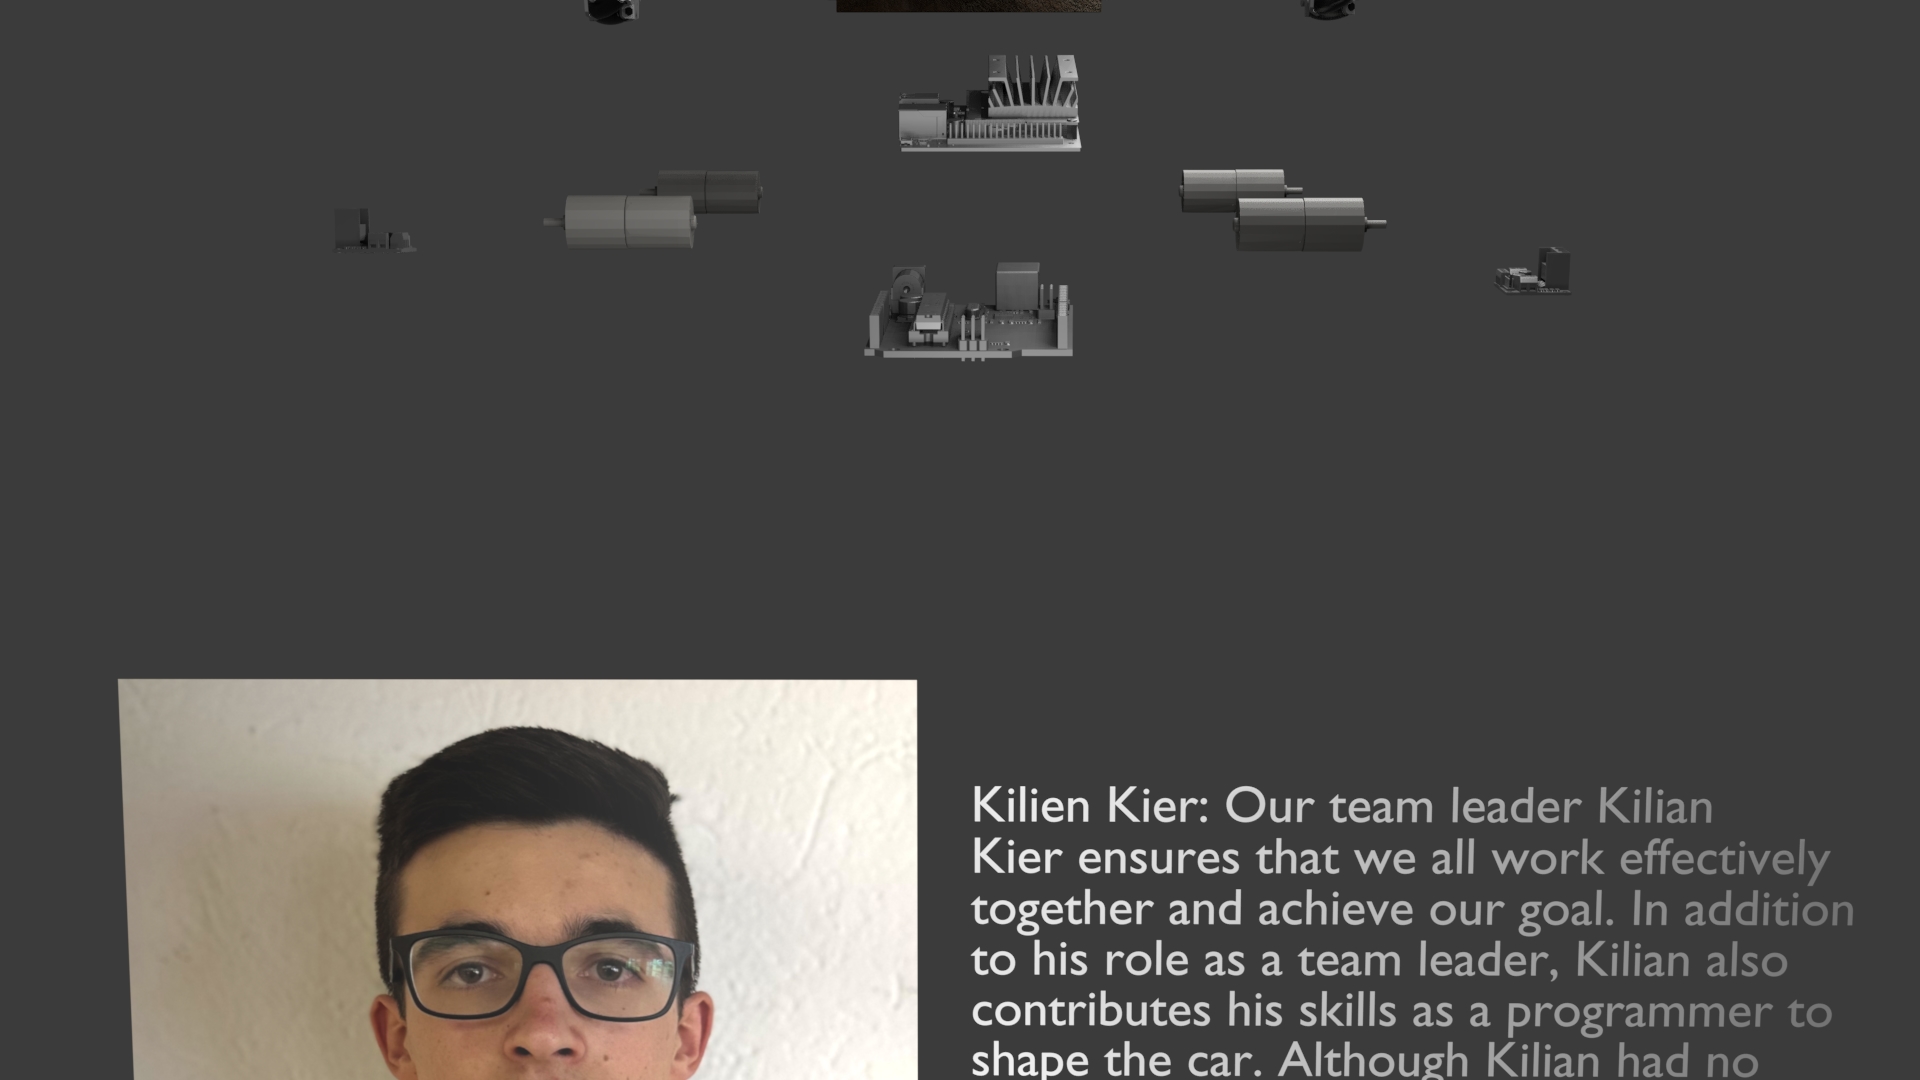 Kilien Kier: Our team leader Kilian
Kier ensures that we all work effectively
together and achieve our goal. In addition
to his role as a team leader, Kilian also
contributes his skills as a programmer to
shape the car. Although Kilian had no